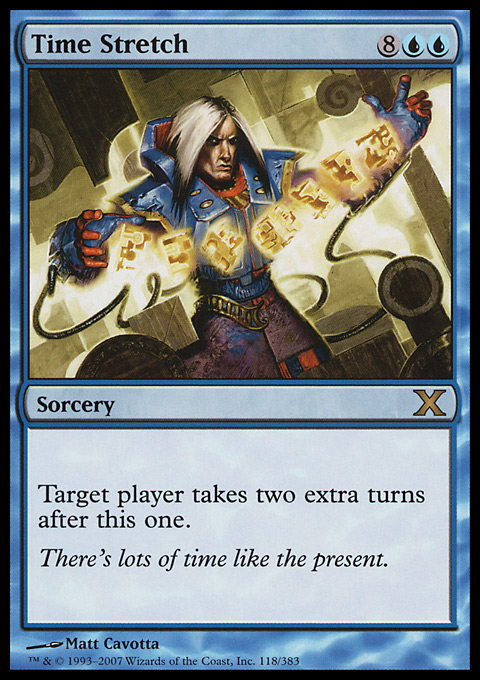 Time Stretch 8
Sorcery X
Target player takes two extra turns
after this one.
There's lots of time like the present.
Matt Cavotta
™ & © 1993–2007 Wizards of the Coast, Inc. 118/383